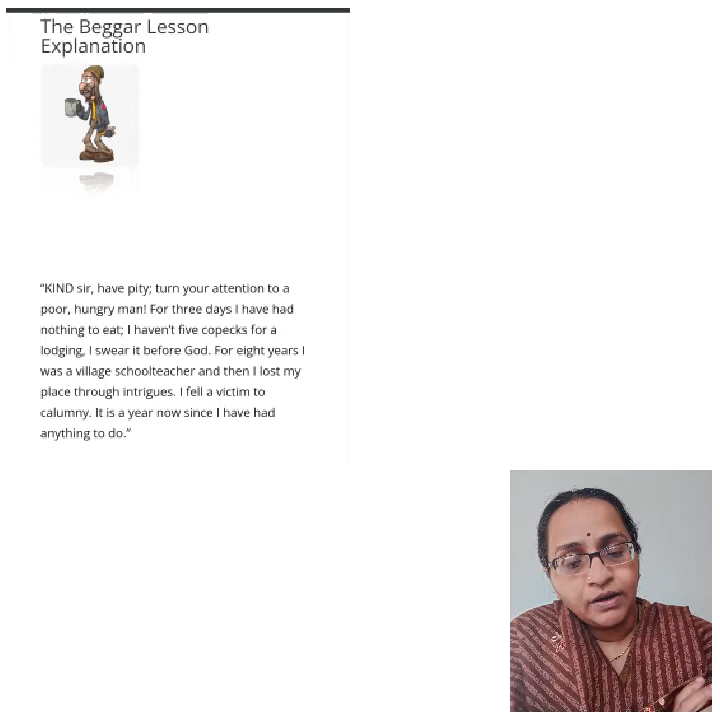 The Beggar Lesson
Explanation
“KIND sir, have pity; turn your attention to a
poor, hungry man! For three days I have had
nothing to eat; I haven’t five copecks for a
lodging, I swear it before God. For eight years I
was a village schoolteacher and then I lost my
place through intrigues. I fell a victim to
calumny. It is a year now since I have had
anything to do.”